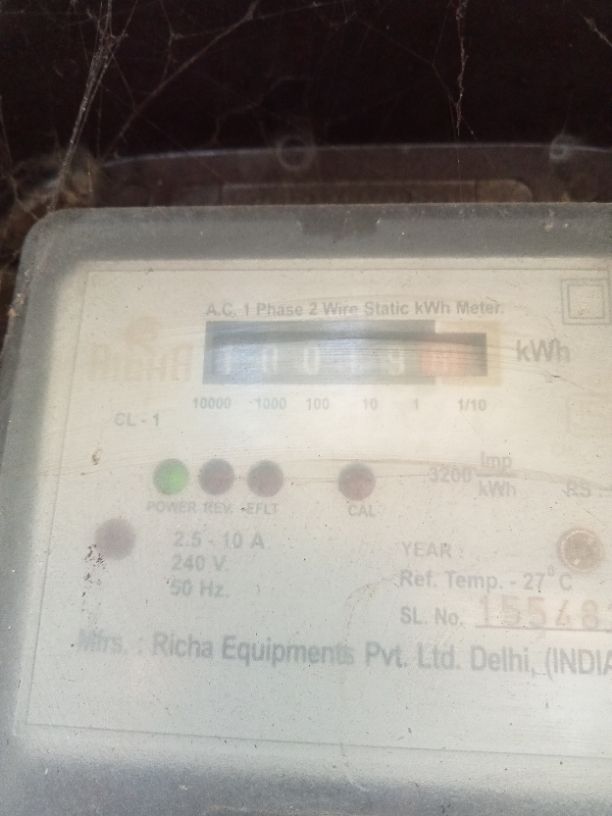 A.C. 1 Phase 2 Wire Static kWh Meter.
RICHA
kWh
10000 1000 100 10 1 1/10
CL - 1
3200 Imp
kWh
POWER REV. EFLT CAL
2.5 - 10 A
240 V.
50 Hz.
YEAR :
Ref. Temp. - 27°C
SL. No. 15548
Mfrs. : Richa Equipments Pvt. Ltd. Delhi, (INDIA